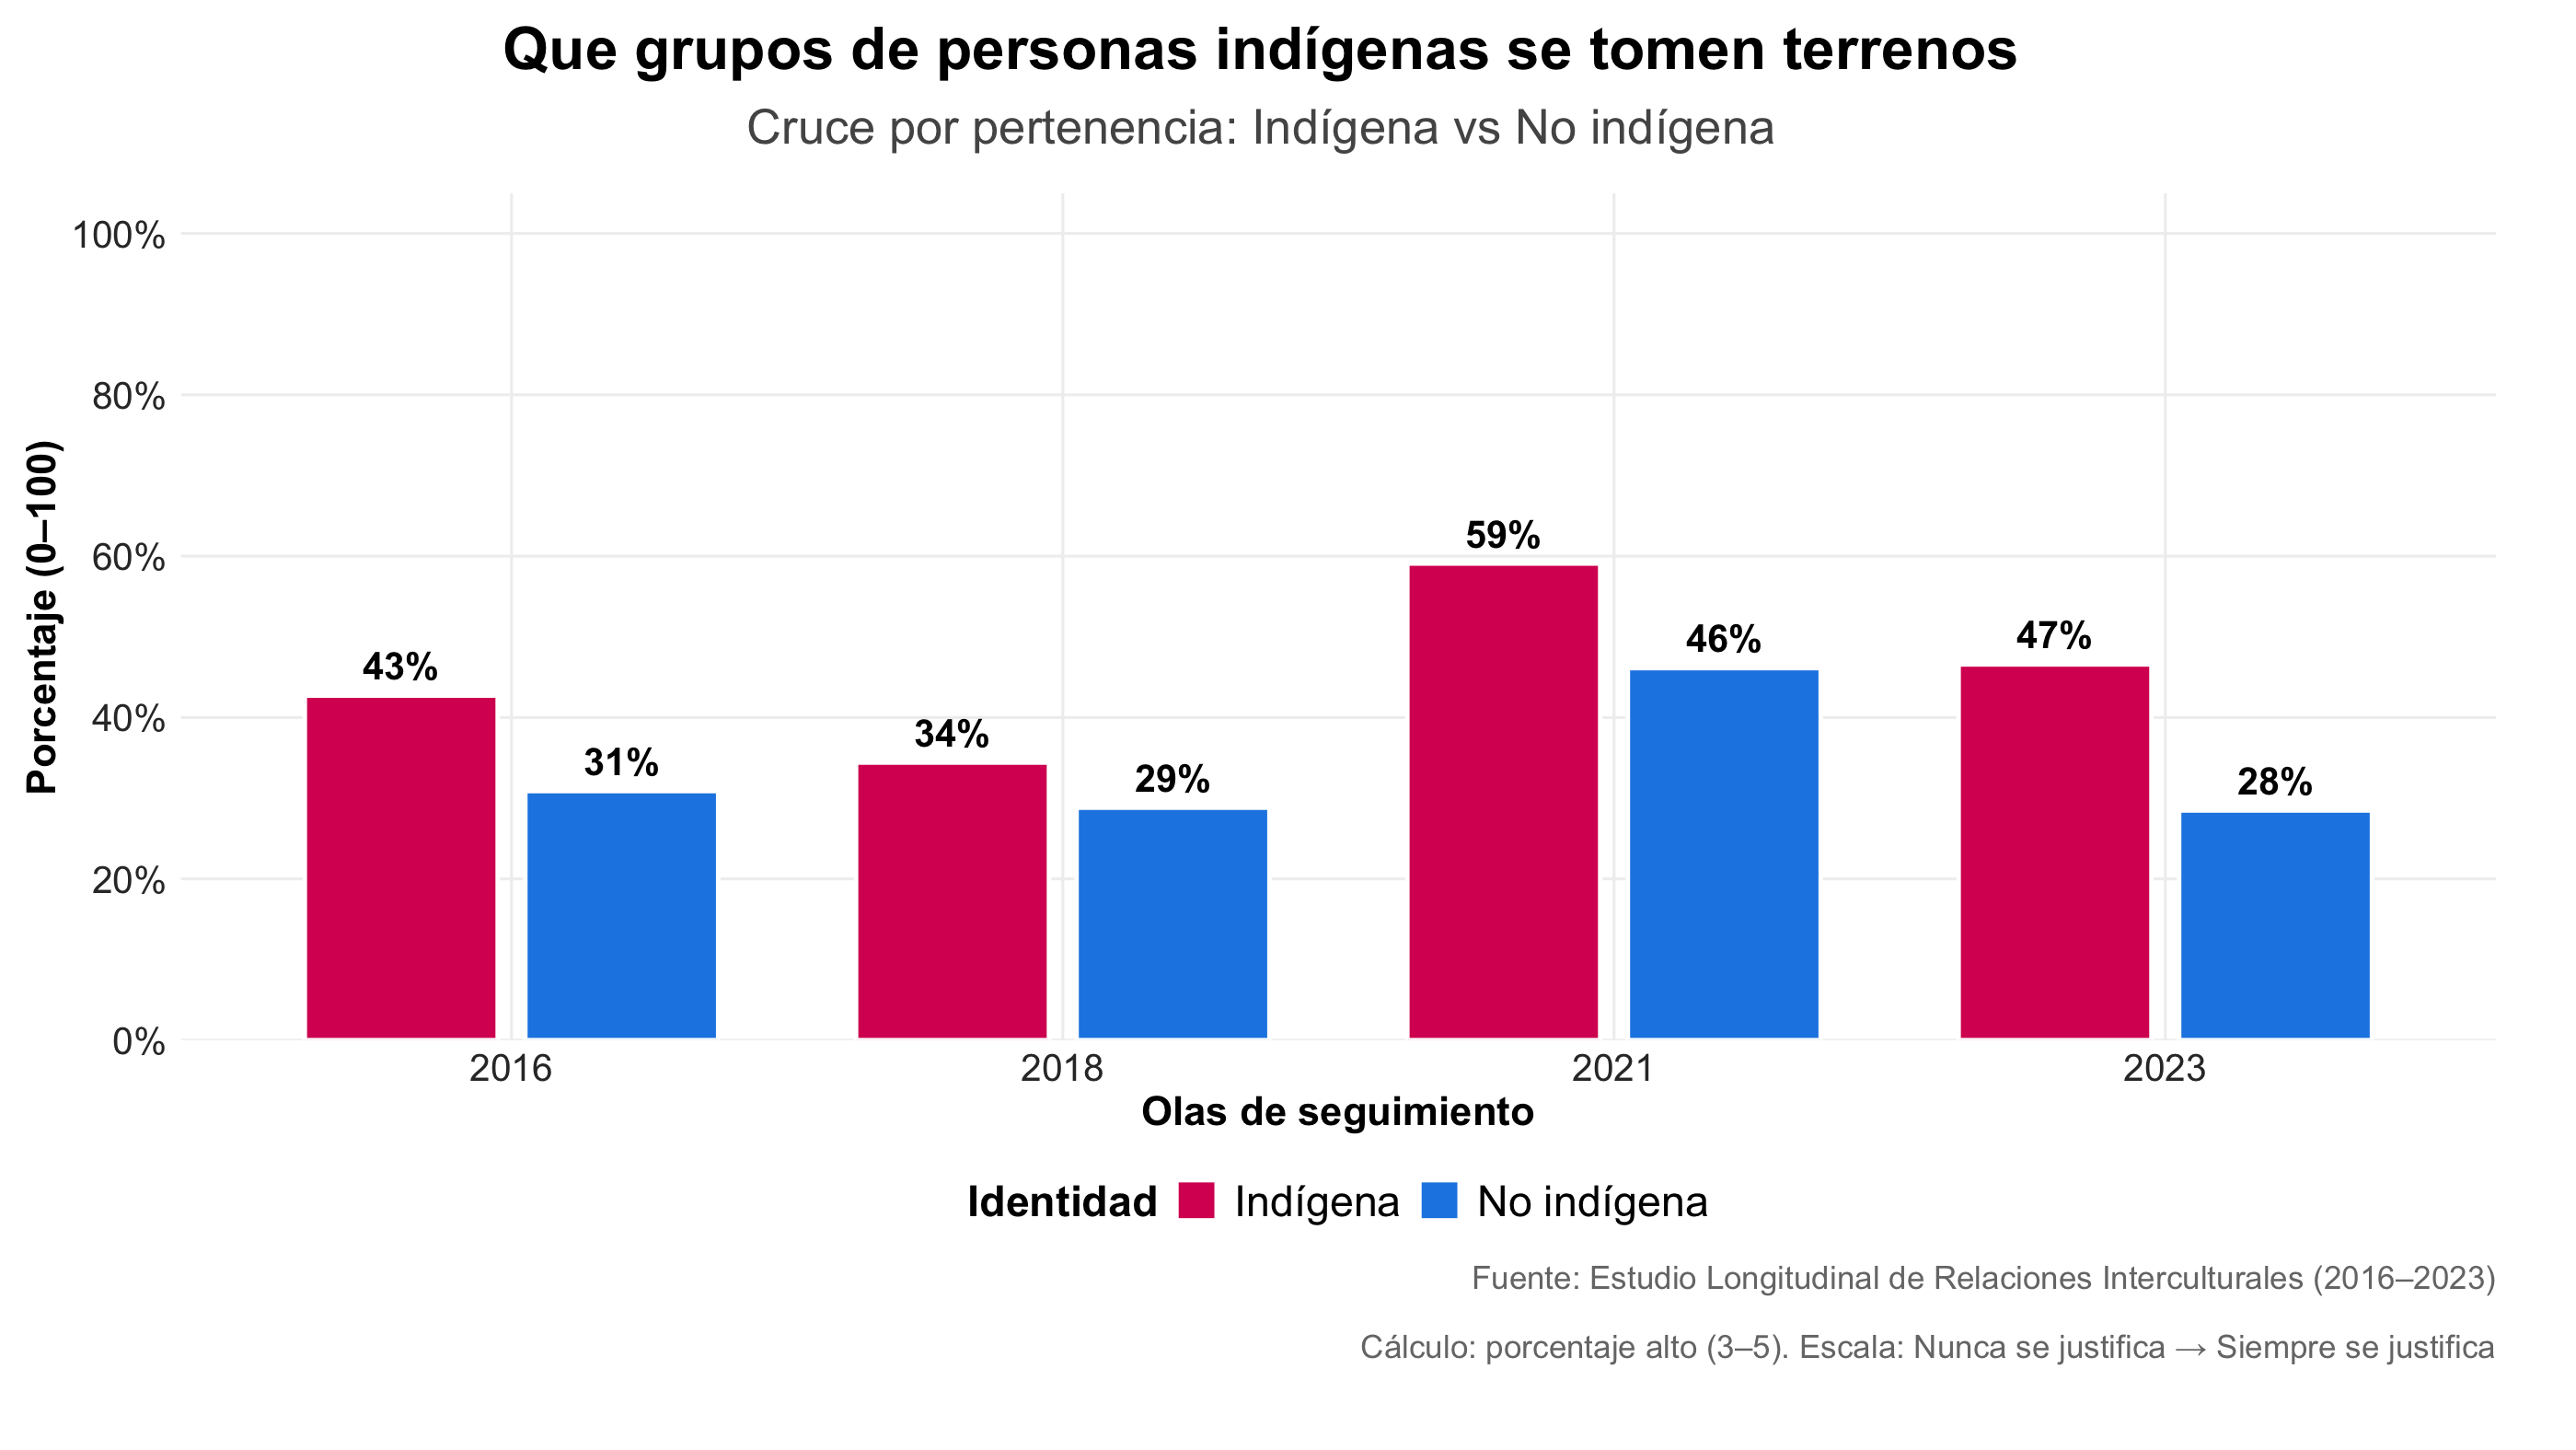 Que grupos de personas indígenas se tomen terrenos
Cruce por pertenencia: Indígena vs No indígena
Porcentaje (0–100)
100%
80%
60%
40%
20%
0%
43%
31%
34%
29%
59%
46%
47%
28%
2016
2018
2021
2023
Olas de seguimiento
Identidad Indígena No indígena
Fuente: Estudio Longitudinal de Relaciones Interculturales (2016–2023)
Cálculo: porcentaje alto (3–5). Escala: Nunca se justifica → Siempre se justifica